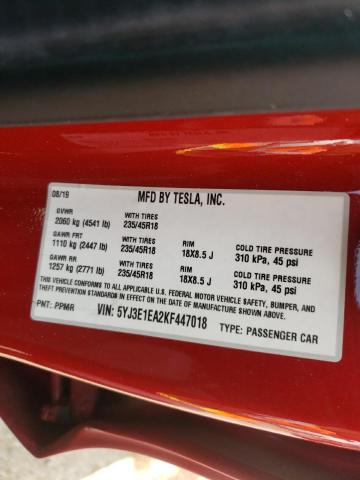 08/19 MFD BY TESLA, INC.
GVWR WITH TIRES
2060 kg (4541 lb) 235/45R18
GAWR FRT WITH TIRES RIM COLD TIRE PRESSURE
1110 kg (2447 lb) 235/45R18 18X8.5 J 310 kPa, 45 psi
GAWR RR WITH TIRES RIM COLD TIRE PRESSURE
1257 kg (2771 lb) 235/45R18 18X8.5 J 310 kPa, 45 psi
THIS VEHICLE CONFORMS TO ALL APPLICABLE U.S. FEDERAL MOTOR VEHICLE SAFETY, BUMPER, AND
THEFT PREVENTION STANDARDS IN EFFECT ON THE DATE OF MANUFACTURE SHOWN ABOVE.
PNT: PPMR VIN: 5YJ3E1EA2KF447018 TYPE: PASSENGER CAR